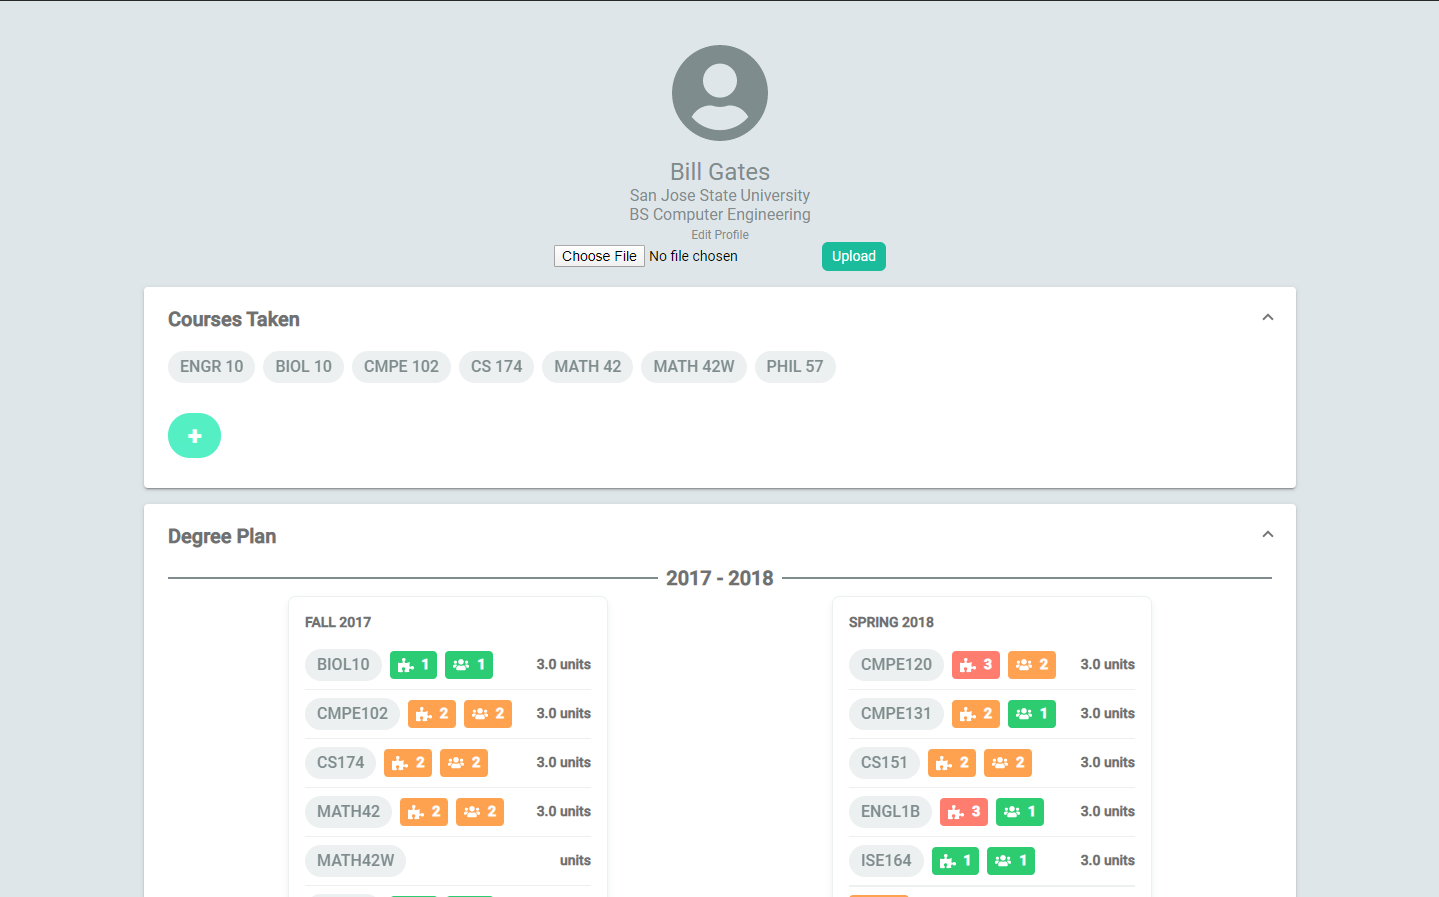 Bill Gates
San Jose State University
BS Computer Engineering
Edit Profile
Choose File No file chosen Upload
Courses Taken
ENGR 10 BIOL 10 CMPE 102 CS 174 MATH 42 MATH 42W PHIL 57
+
Degree Plan
2017 - 2018
FALL 2017
BIOL10 1 1 3.0 units
CMPE102 2 2 3.0 units
CS174 2 2 3.0 units
MATH42 2 2 3.0 units
MATH42W units
SPRING 2018
CMPE120 3 2 3.0 units
CMPE131 2 1 3.0 units
CS151 2 2 3.0 units
ENGL1B 3 1 3.0 units
ISE164 1 1 3.0 units